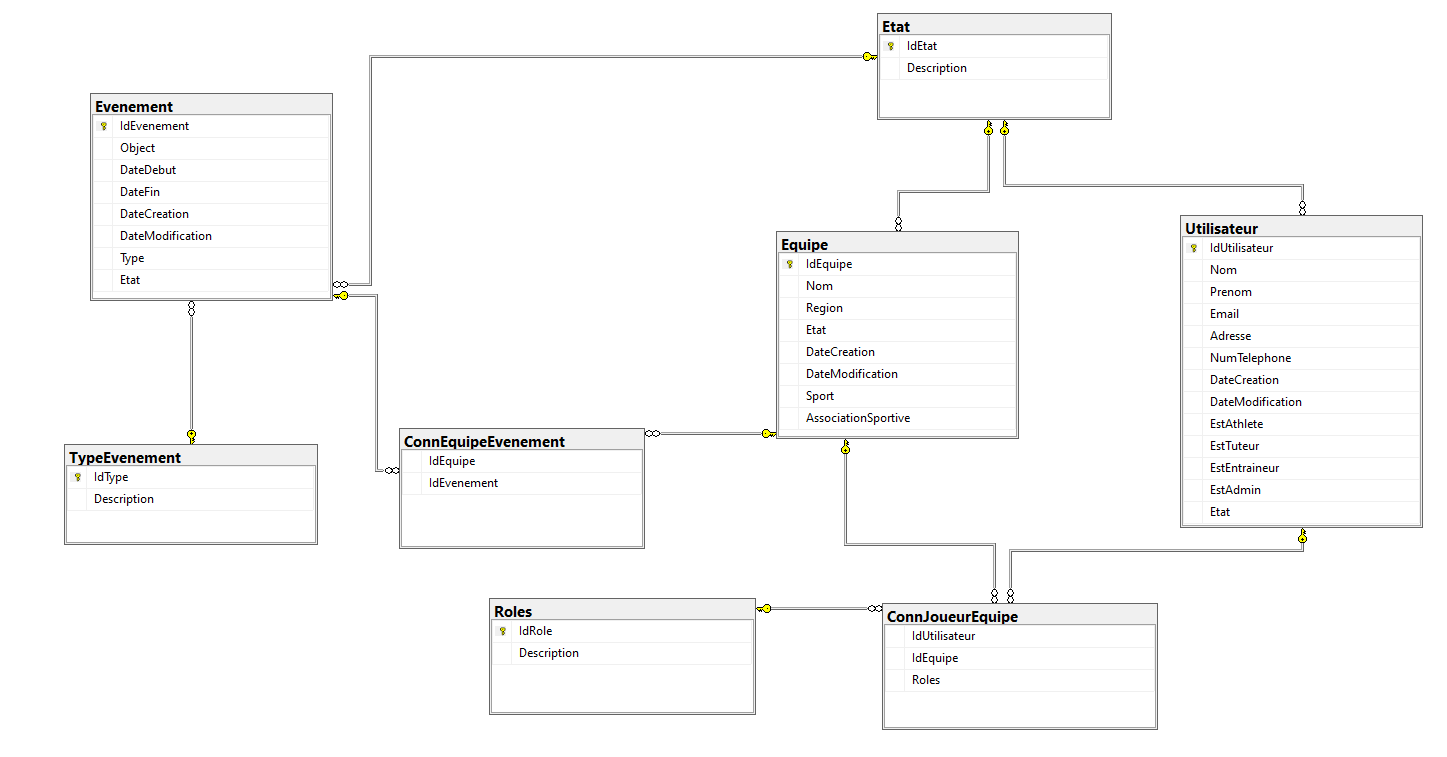 Etat
IdEtat
Description
Evenement
IdEvenement
Object
DateDebut
DateFin
DateCreation
DateModification
Type
Etat
Equipe
IdEquipe
Nom
Region
Etat
DateCreation
DateModification
Sport
AssociationSportive
Utilisateur
IdUtilisateur
Nom
Prenom
Email
Adresse
NumTelephone
DateCreation
DateModification
EstAthlete
EstTuteur
EstEntraineur
EstAdmin
Etat
TypeEvenement
IdType
Description
ConnEquipeEvenement
IdEquipe
IdEvenement
Roles
IdRole
Description
ConnJoueurEquipe
IdUtilisateur
IdEquipe
Roles